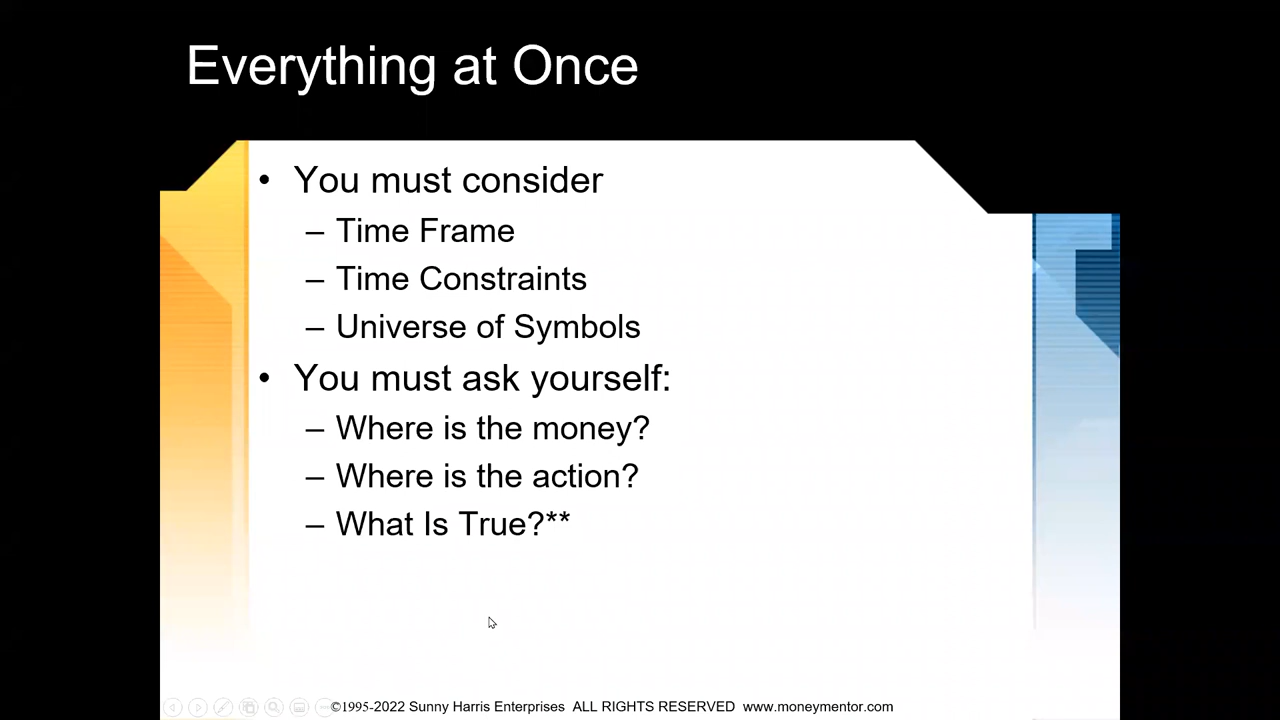 Everything at Once
• You must consider
– Time Frame
– Time Constraints
– Universe of Symbols
• You must ask yourself:
– Where is the money?
– Where is the action?
– What Is True?**
©1995-2022 Sunny Harris Enterprises ALL RIGHTS RESERVED www.moneymentor.com